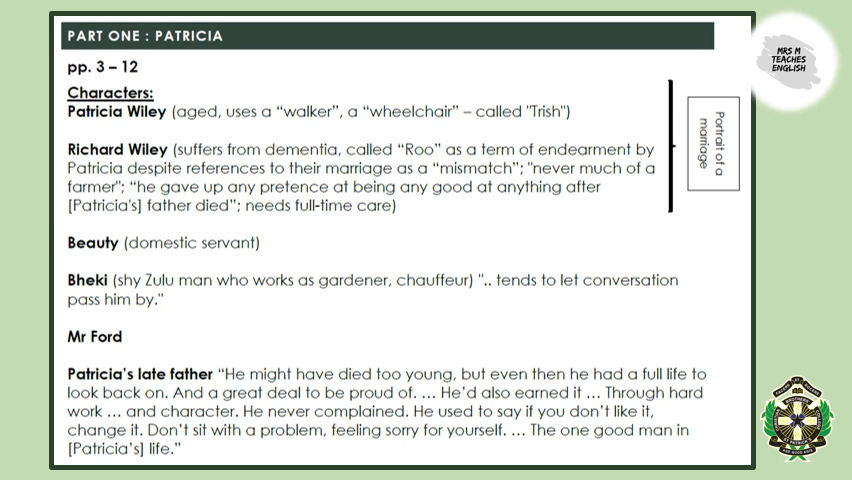 PART ONE : PATRICIA
pp. 3 – 12
Characters:
Patricia Wiley (aged, uses a “walker”, a “wheelchair” – called "Trish")
Richard Wiley (suffers from dementia, called “Roo” as a term of endearment by
Patricia despite references to their marriage as a “mismatch”; "never much of a
farmer"; “he gave up any pretence at being any good at anything after
[Patricia's] father died”; needs full-time care)
Portrait of a
marriage
Beauty (domestic servant)
Bheki (shy Zulu man who works as gardener, chauffeur) ".. tends to let conversation
pass him by."
Mr Ford
Patricia’s late father “He might have died too young, but even then he had a full life to
look back on. And a great deal to be proud of. … He’d also earned it … Through hard
work … and character. He never complained. He used to say if you don’t like it,
change it. Don’t sit with a problem, feeling sorry for yourself. … The one good man in
[Patricia’s] life.”
MRS M
TEACHES
ENGLISH